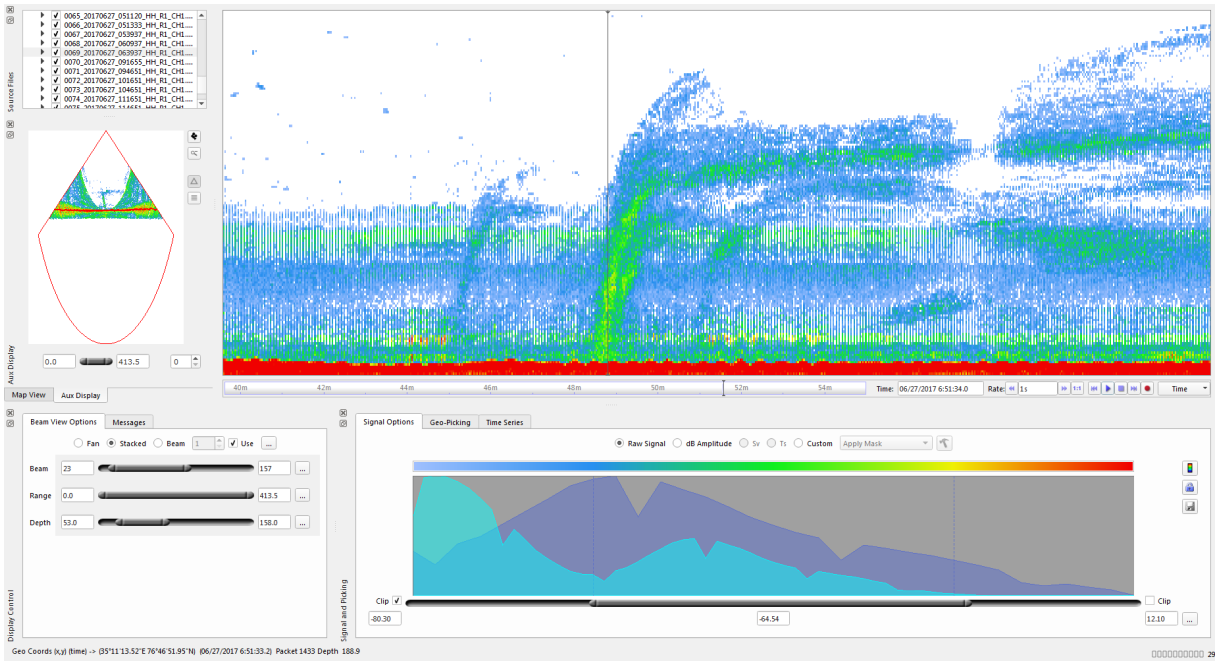 0065_20170627_051120_HH_R1_CH1....
0066_20170627_051333_HH_R1_CH1....
0067_20170627_053937_HH_R1_CH1....
0068_20170627_060937_HH_R1_CH1....
0069_20170627_063937_HH_R1_CH1....
0070_20170627_091655_HH_R1_CH1....
0071_20170627_094651_HH_R1_CH1....
0072_20170627_101651_HH_R1_CH1....
0073_20170627_104651_HH_R1_CH1....
0074_20170627_111651_HH_R1_CH1....
0075_20170627_114651_HH_R1_CH1....
Source Files
0.0 413.5 0
Aux Display
Map View Aux Display
40m 42m 44m 46m 48m 50m 52m 54m
Time: 06/27/2017 6:51:34.0 Rate: 1s 1:1 Time
Beam View Options Messages
Fan Stacked Beam 1 Use ...
Beam 23 157 ...
Range 0.0 413.5 ...
Depth 53.0 158.0 ...
Display Control
Signal Options Geo-Picking Time Series
Raw Signal dB Amplitude Sv Ts Custom Apply Mask
Clip Clip
-80.30 -64.54 12.10 ...
Signal and Picking
Geo Coords (x,y) (time) -> (35°11'13.52"E 76°46'51.95"N) (06/27/2017 6:51:33.2) Packet 1433 Depth 188.9
29